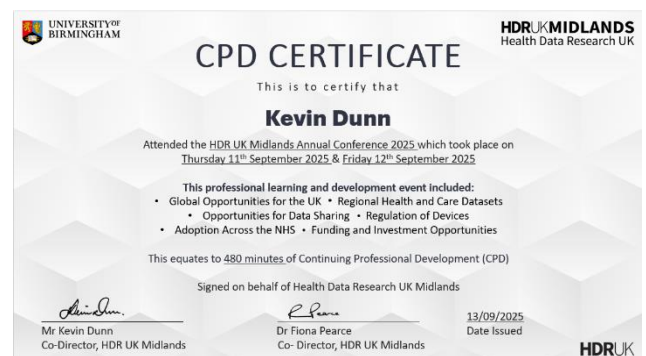 UNIVERSITY OF
BIRMINGHAM
HDRUKMIDLANDS
Health Data Research UK
CPD CERTIFICATE
This is to certify that
Kevin Dunn
Attended the HDR UK Midlands Annual Conference 2025 which took place on
Thursday 11th September 2025 & Friday 12th September 2025
This professional learning and development event included:
• Global Opportunities for the UK • Regional Health and Care Datasets
• Opportunities for Data Sharing • Regulation of Devices
• Adoption Across the NHS • Funding and Investment Opportunities
This equates to 480 minutes of Continuing Professional Development (CPD)
Signed on behalf of Health Data Research UK Midlands
Kevin Dunn. R Pearce 13/09/2025
Mr Kevin Dunn Dr Fiona Pearce Date Issued
Co-Director, HDR UK Midlands Co- Director, HDR UK Midlands
HDRUK